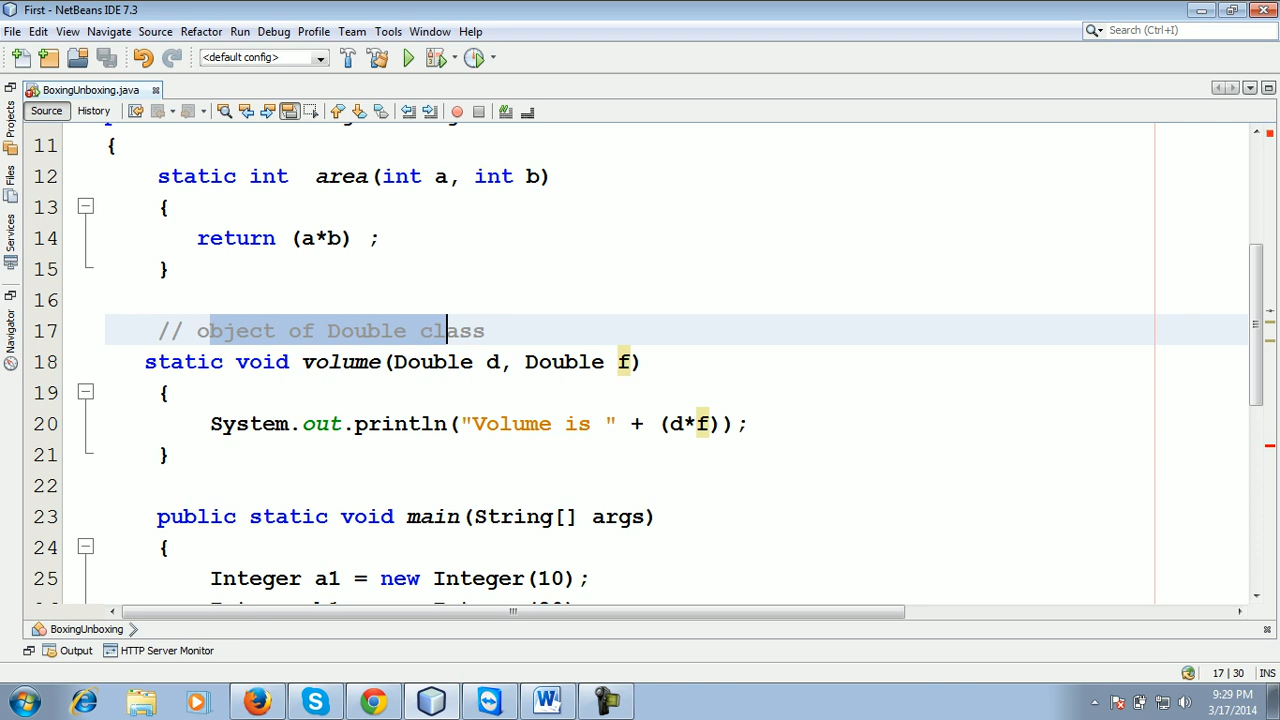 First - NetBeans IDE 7.3
File Edit View Navigate Source Refactor Run Debug Profile Team Tools Window Help
Search (Ctrl+I)
<default config>
BoxingUnboxing.java
Source History
Projects
Files
Services
Navigator
11 {
12 static int area(int a, int b)
13 {
14 return (a*b) ;
15 }
16
17 // object of Double class
18 static void volume(Double d, Double f)
19 {
20 System.out.println("Volume is " + (d*f));
21 }
22
23 public static void main(String[] args)
24 {
25 Integer a1 = new Integer(10);
BoxingUnboxing
Output HTTP Server Monitor
17 | 30 INS
9:29 PM
3/17/2014